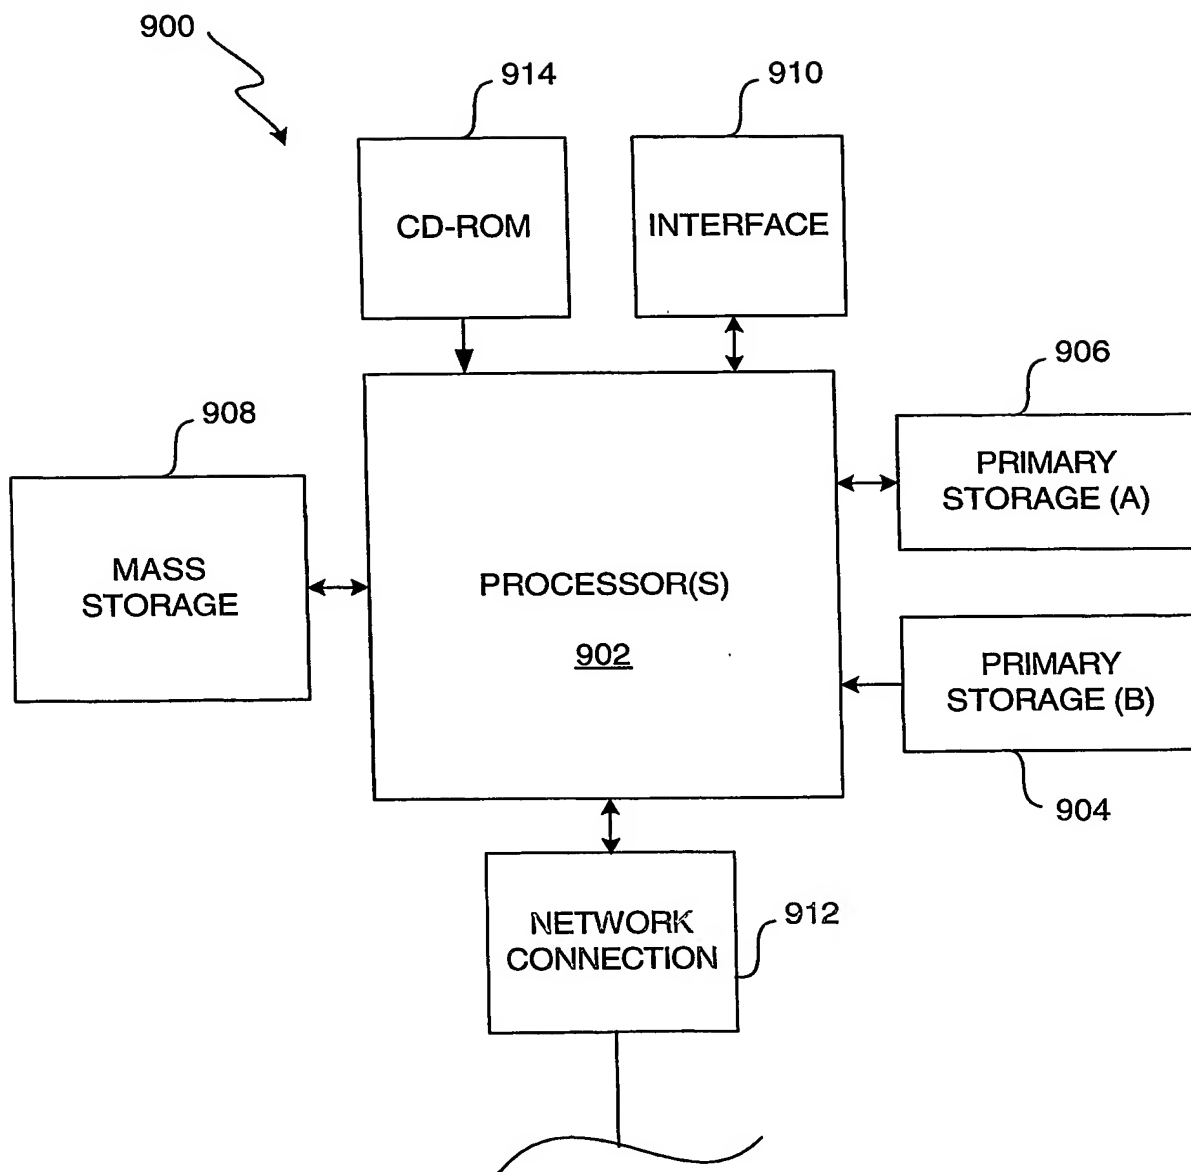 900
914
910
CD-ROM
INTERFACE
906
908
PRIMARY
STORAGE (A)
MASS
STORAGE
PROCESSOR(S)
902
PRIMARY
STORAGE (B)
904
NETWORK
CONNECTION
912